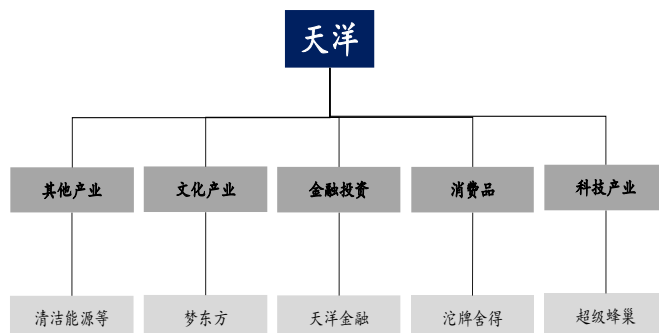 天洋
其他产业
文化产业
金融投资
消费品
科技产业
清洁能源等
梦东方
天洋金融
沱牌舍得
超级蜂巢